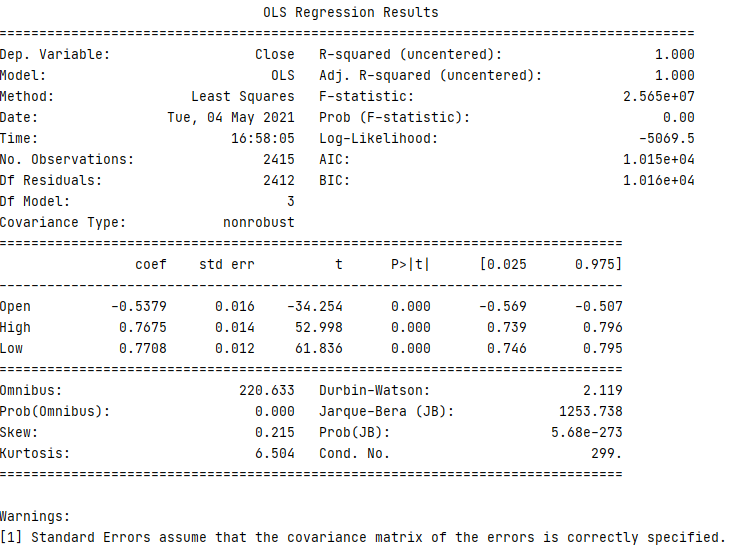 OLS Regression Results
==============================================================================
Dep. Variable: Close R-squared (uncentered): 1.000
Model: OLS Adj. R-squared (uncentered): 1.000
Method: Least Squares F-statistic: 2.565e+07
Date: Tue, 04 May 2021 Prob (F-statistic): 0.00
Time: 16:58:05 Log-Likelihood: -5069.5
No. Observations: 2415 AIC: 1.015e+04
Df Residuals: 2412 BIC: 1.016e+04
Df Model: 3
Covariance Type: nonrobust
==============================================================================
coef std err t P>|t| [0.025 0.975]
------------------------------------------------------------------------------
Open -0.5379 0.016 -34.254 0.000 -0.569 -0.507
High 0.7675 0.014 52.998 0.000 0.739 0.796
Low 0.7708 0.012 61.836 0.000 0.746 0.795
==============================================================================
Omnibus: 220.633 Durbin-Watson: 2.119
Prob(Omnibus): 0.000 Jarque-Bera (JB): 1253.738
Skew: 0.215 Prob(JB): 5.68e-273
Kurtosis: 6.504 Cond. No. 299.
==============================================================================
Warnings:
[1] Standard Errors assume that the covariance matrix of the errors is correctly specified.